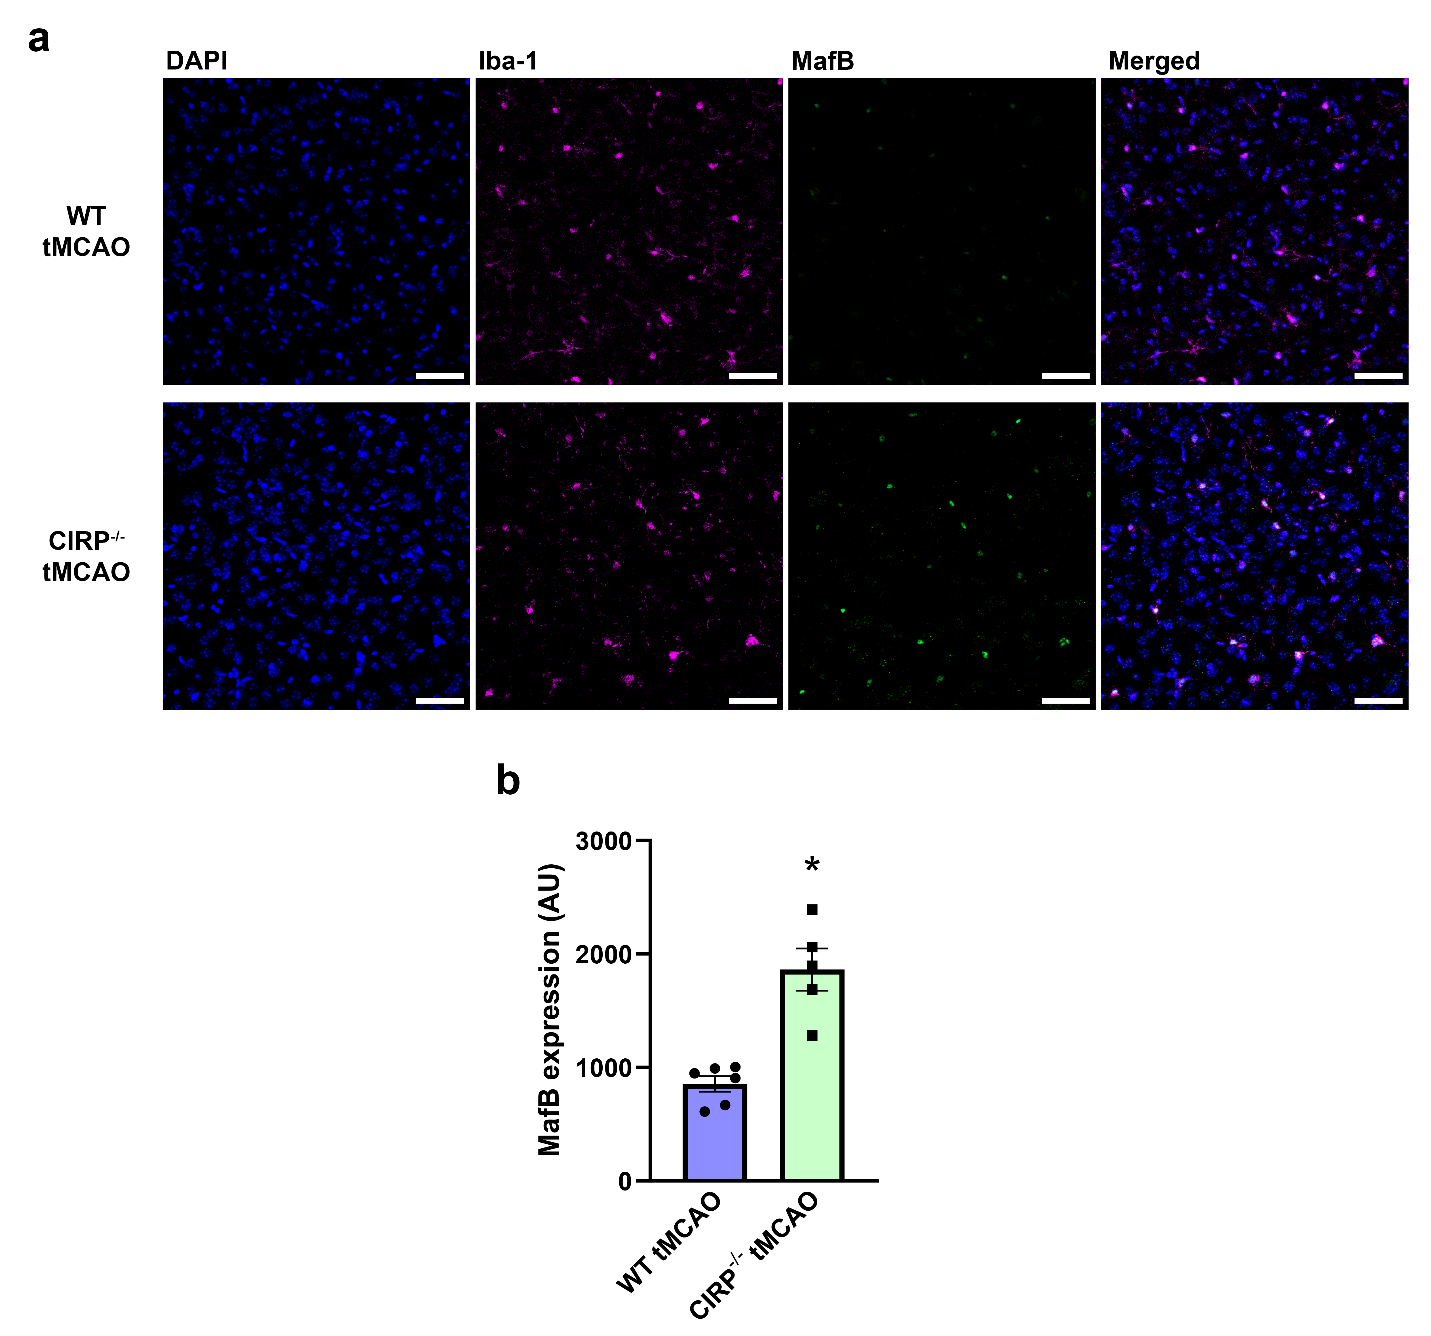 a
DAPI
Iba-1
MafB
Merged
WT
tMCAO
CIRP-/-
tMCAO
b
3000
2000
1000
0
MafB expression (AU)
*
WT tMCAO
CIRP-/- tMCAO